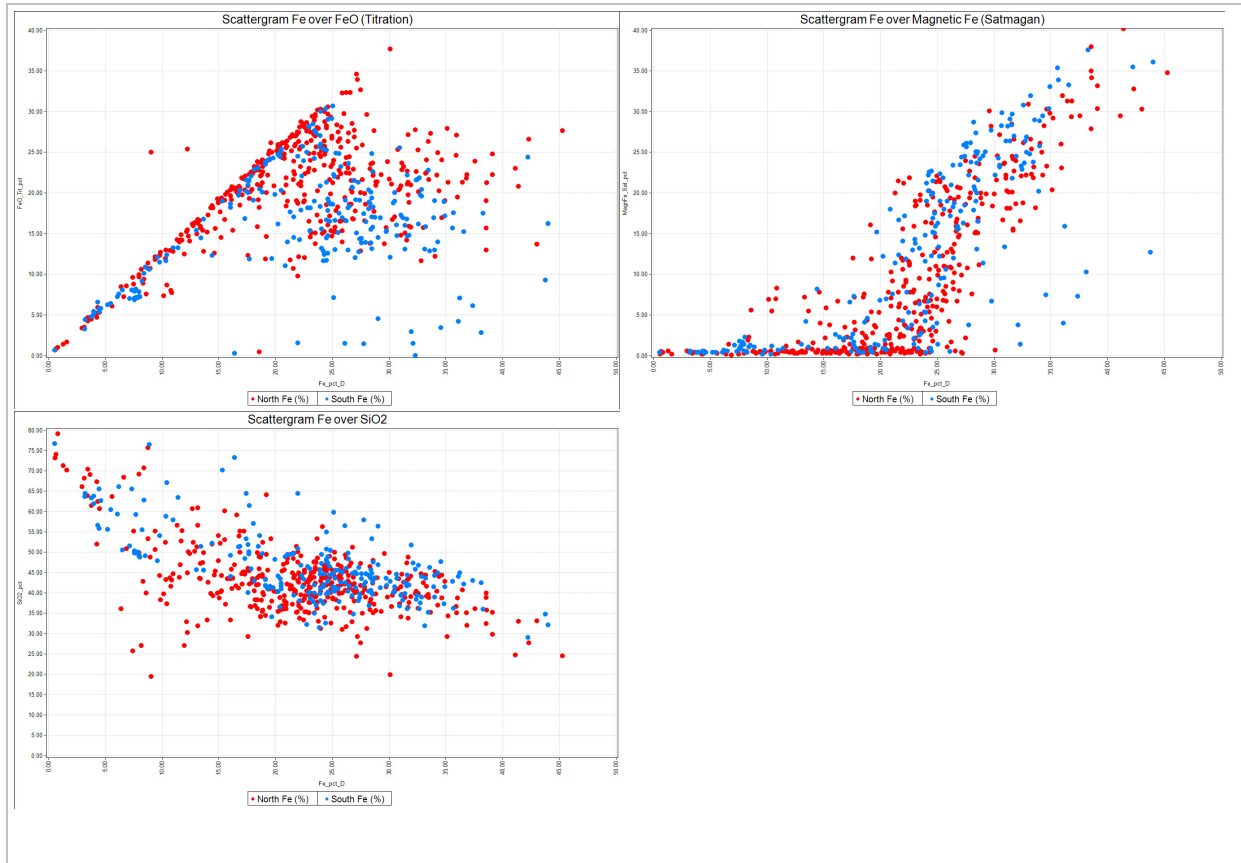 Scattergram Fe over FeO (Titration)
40.00
35.00
30.00
25.00
20.00
15.00
10.00
5.00
0.00
FeO_Ti_pct
0.00 5.00 10.00 15.00 20.00 25.00 30.00 35.00 40.00 45.00 50.00
Fe_pct_D
North Fe (%) South Fe (%)
Scattergram Fe over Magnetic Fe (Satmagan)
40.00
35.00
30.00
25.00
20.00
15.00
10.00
5.00
0.00
MagnFe_Sat_pct
0.00 5.00 10.00 15.00 20.00 25.00 30.00 35.00 40.00 45.00 50.00
Fe_pct_D
North Fe (%) South Fe (%)
Scattergram Fe over SiO2
80.00
75.00
70.00
65.00
60.00
55.00
50.00
45.00
40.00
35.00
30.00
25.00
20.00
15.00
10.00
5.00
0.00
SiO2_pct
0.00 5.00 10.00 15.00 20.00 25.00 30.00 35.00 40.00 45.00 50.00
Fe_pct_D
North Fe (%) South Fe (%)